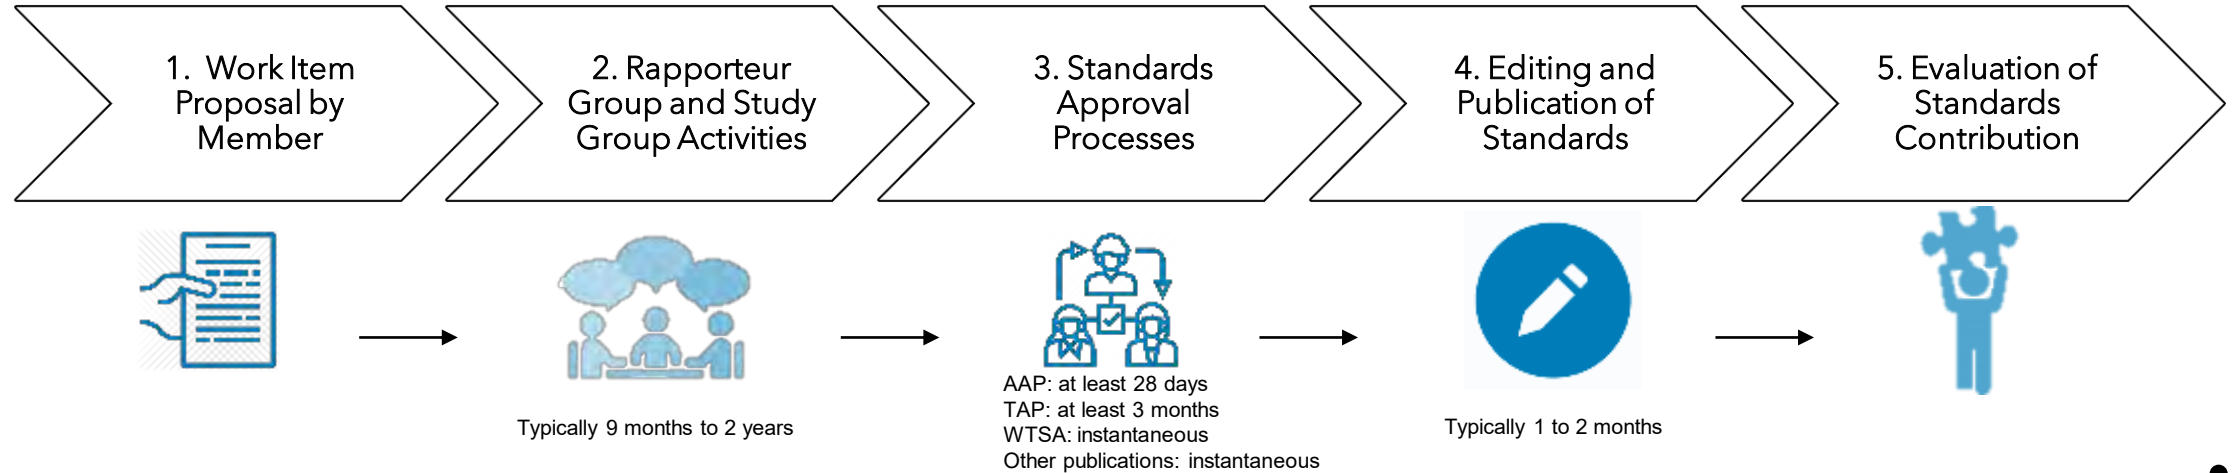 1. Work Item
Proposal by
Member
2. Rapporteur
Group and Study
Group Activities
3. Standards
Approval
Processes
4. Editing and
Publication of
Standards
5. Evaluation of
Standards
Contribution
Typically 9 months to 2 years
AAP: at least 28 days
TAP: at least 3 months
WTSA: instantaneous
Other publications: instantaneous
Typically 1 to 2 months